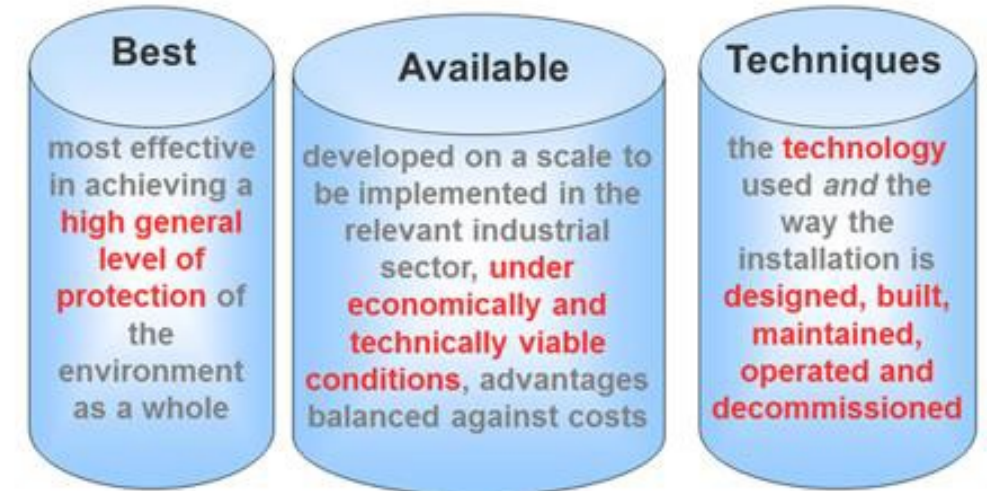 Best
most effective
in achieving a
high general
level of
protection of
the
environment
as a whole
Available
developed on a scale to
be implemented in the
relevant industrial
sector, under
economically and
technically viable
conditions, advantages
balanced against costs
Techniques
the technology
used and the
way the
installation is
designed, built,
maintained,
operated and
decommissioned